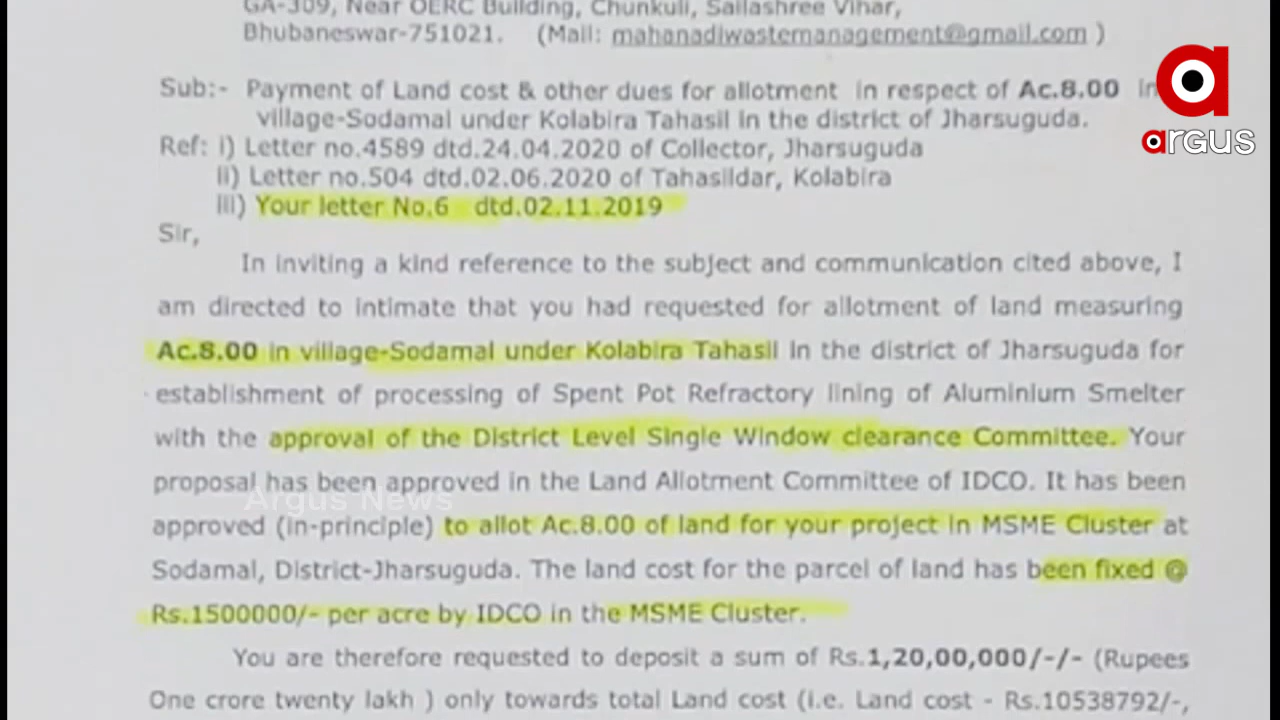 GA-309, Near OERC Building, Chunkuli, Sailashree Vihar,
Bhubaneswar-751021. (Mail: mahanadiwastemanagement@gmail.com )
Sub:- Payment of Land cost & other dues for allotment in respect of Ac.8.00 in
village-Sodamal under Kolabira Tahasil in the district of Jharsuguda.
Ref: i) Letter no.4589 dtd.24.04.2020 of Collector, Jharsuguda
ii) Letter no.504 dtd.02.06.2020 of Tahasildar, Kolabira
iii) Your letter No.6 dtd.02.11.2019
Sir,
In inviting a kind reference to the subject and communication cited above, I
am directed to intimate that you had requested for allotment of land measuring
Ac.8.00 in village-Sodamal under Kolabira Tahasil in the district of Jharsuguda for
establishment of processing of Spent Pot Refractory lining of Aluminium Smelter
with the approval of the District Level Single Window clearance Committee. Your
proposal has been approved in the Land Allotment Committee of IDCO. It has been
approved (in-principle) to allot Ac.8.00 of land for your project in MSME Cluster at
Sodamal, District-Jharsuguda. The land cost for the parcel of land has been fixed @
Rs.1500000/- per acre by IDCO in the MSME Cluster.
You are therefore requested to deposit a sum of Rs.1,20,00,000/-/- (Rupees
One crore twenty lakh ) only towards total Land cost (i.e. Land cost - Rs.10538792/-,
argus
Argus News